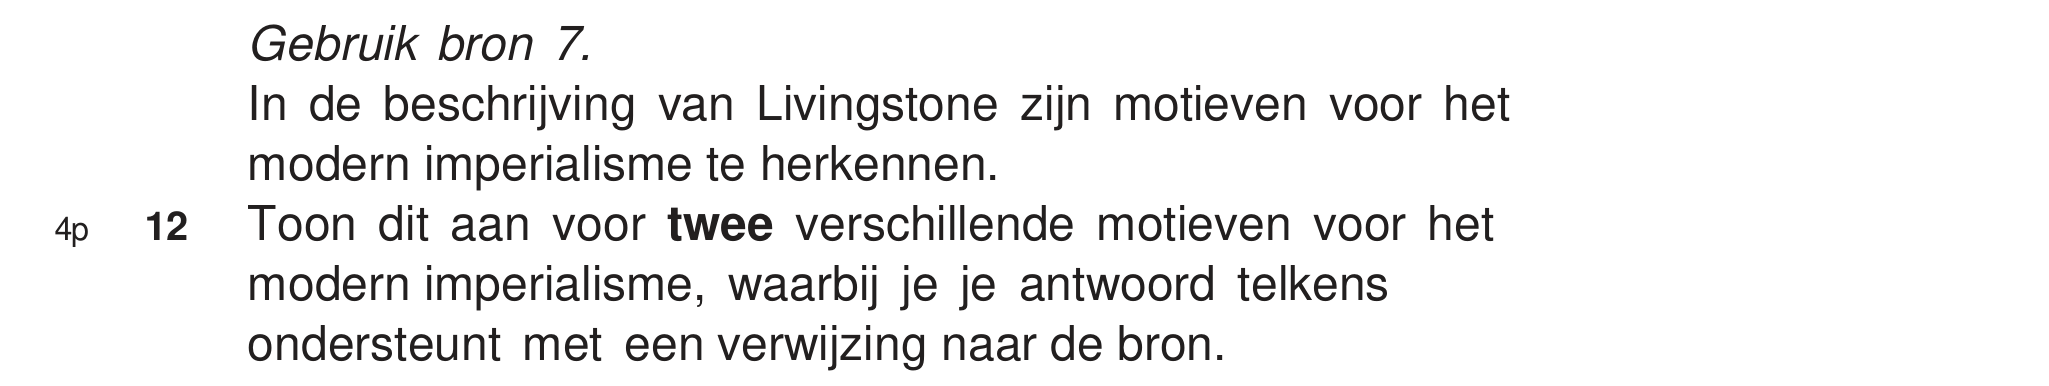 Gebruik bron 7.
In de beschrijving van Livingstone zijn motieven voor het
modern imperialisme te herkennen.
4p 12 Toon dit aan voor twee verschillende motieven voor het
modern imperialisme, waarbij je je antwoord telkens
ondersteunt met een verwijzing naar de bron.